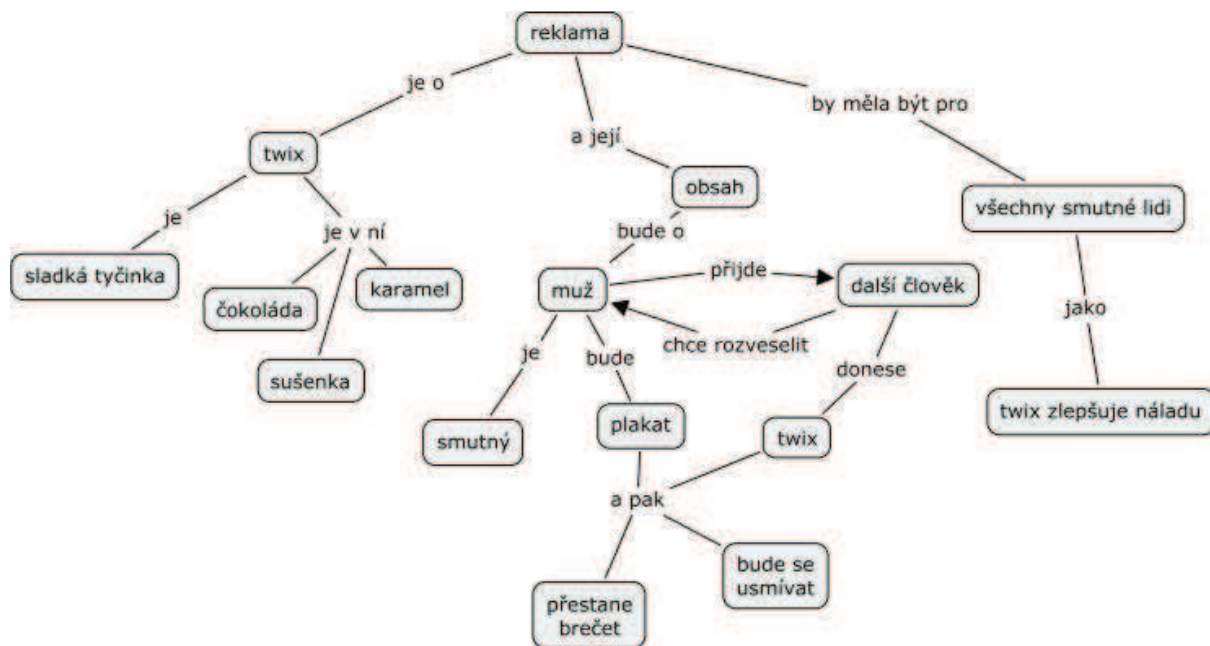 reklama
je o
by měla být pro
a její
twix
obsah
všechny smutné lidi
je
je v ní
bude o
sladká tyčinka
čokoláda
karamel
muž
přijde
další člověk
jako
chce rozveselit
sušenka
je
bude
donese
twix zlepšuje náladu
smutný
plakat
twix
a pak
přestane
brečet
bude se
usmívat